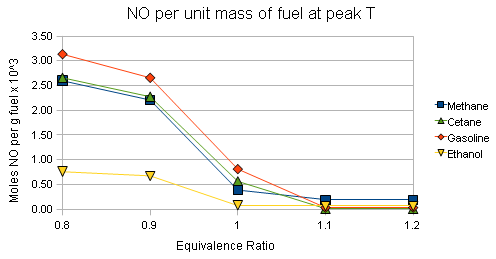 NO per unit mass of fuel at peak T
Moles NO per g fuel x 10^3
3.50
3.00
2.50
2.00
1.50
1.00
0.50
0.00
0.8
0.9
1
1.1
1.2
Equivalence Ratio
Methane
Cetane
Gasoline
Ethanol